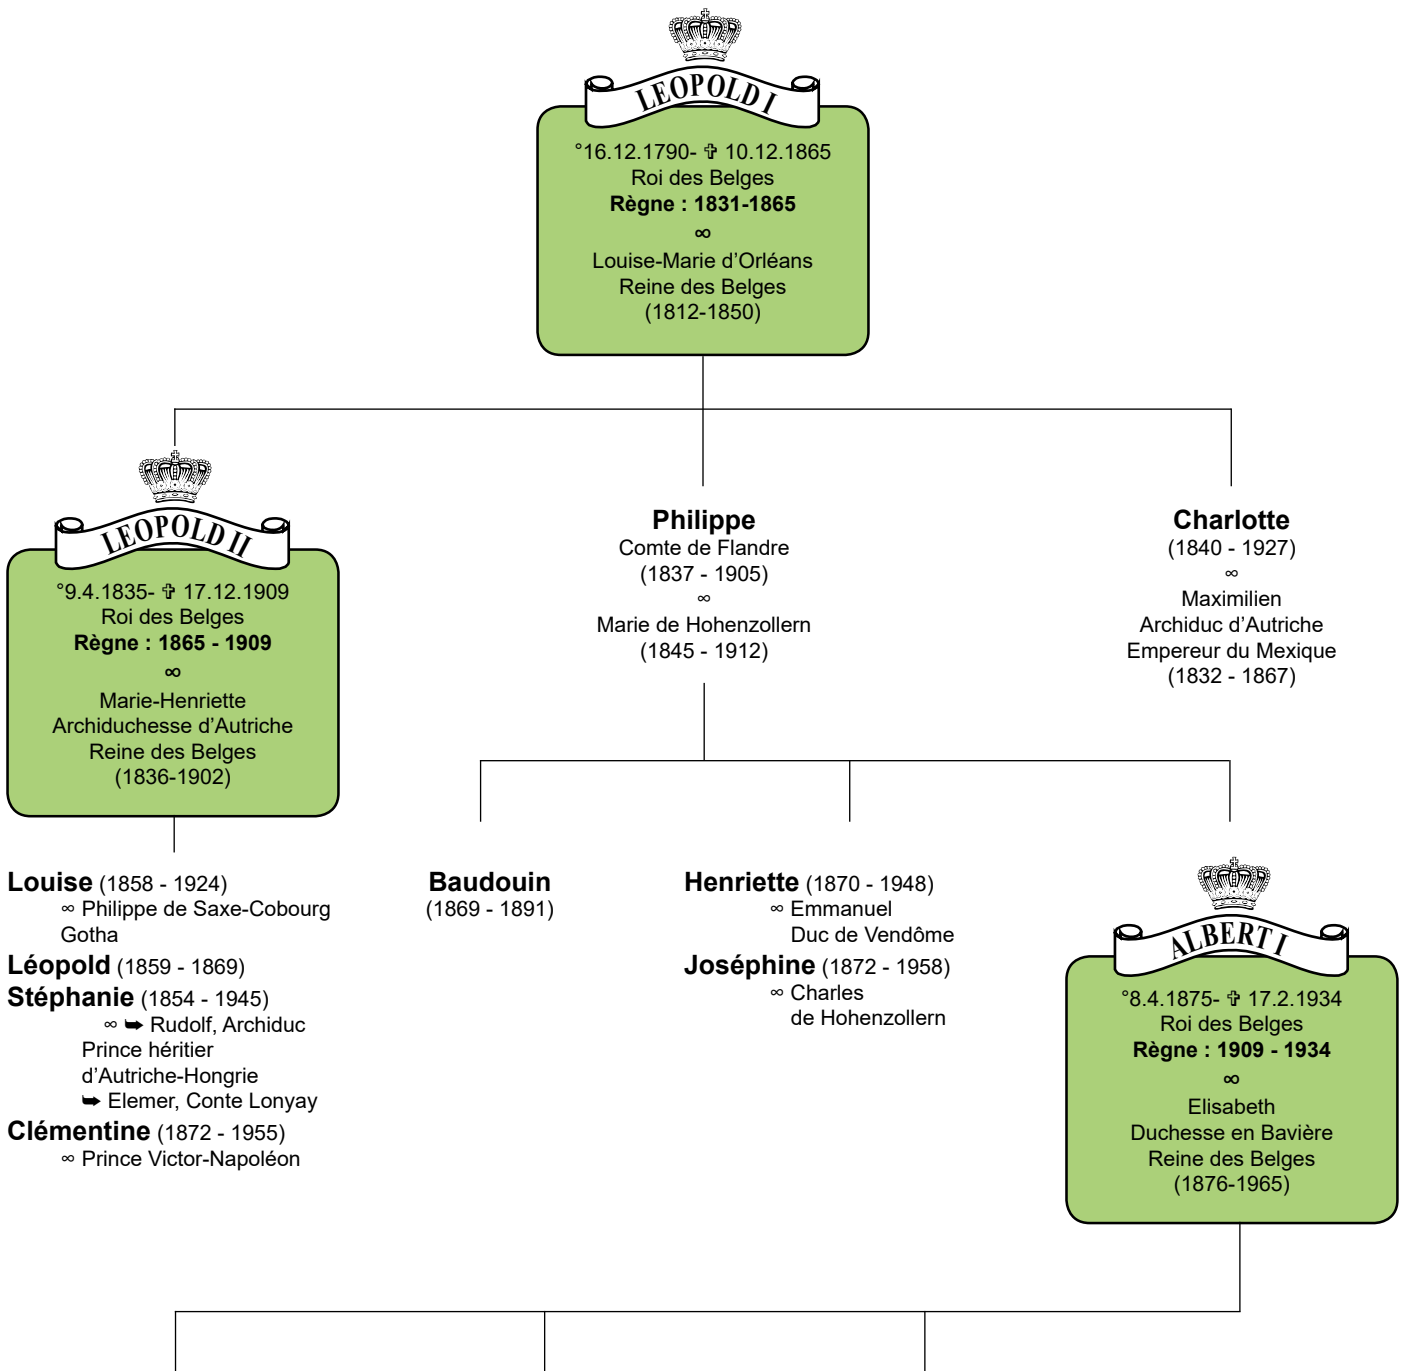 LEOPOLD I
°16.12.1790- ✞ 10.12.1865
Roi des Belges
Règne : 1831-1865
∞
Louise-Marie d’Orléans
Reine des Belges
(1812-1850)
LEOPOLD II
°9.4.1835- ✞ 17.12.1909
Roi des Belges
Règne : 1865 - 1909
∞
Marie-Henriette
Archiduchesse d’Autriche
Reine des Belges
(1836-1902)
Philippe
Comte de Flandre
(1837 - 1905)
∞
Marie de Hohenzollern
(1845 - 1912)
Charlotte
(1840 - 1927)
∞
Maximilien
Archiduc d’Autriche
Empereur du Mexique
(1832 - 1867)
Louise (1858 - 1924)
∞ Philippe de Saxe-Cobourg
Gotha
Léopold (1859 - 1869)
Stéphanie (1854 - 1945)
∞ ➥ Rudolf, Archiduc
Prince héritier
d’Autriche-Hongrie
➥ Elemer, Conte Lonyay
Clémentine (1872 - 1955)
∞ Prince Victor-Napoléon
Baudouin
(1869 - 1891)
Henriette (1870 - 1948)
∞ Emmanuel
Duc de Vendôme
Joséphine (1872 - 1958)
∞ Charles
de Hohenzollern
ALBERT I
°8.4.1875- ✞ 17.2.1934
Roi des Belges
Règne : 1909 - 1934
∞
Elisabeth
Duchesse en Bavière
Reine des Belges
(1876-1965)